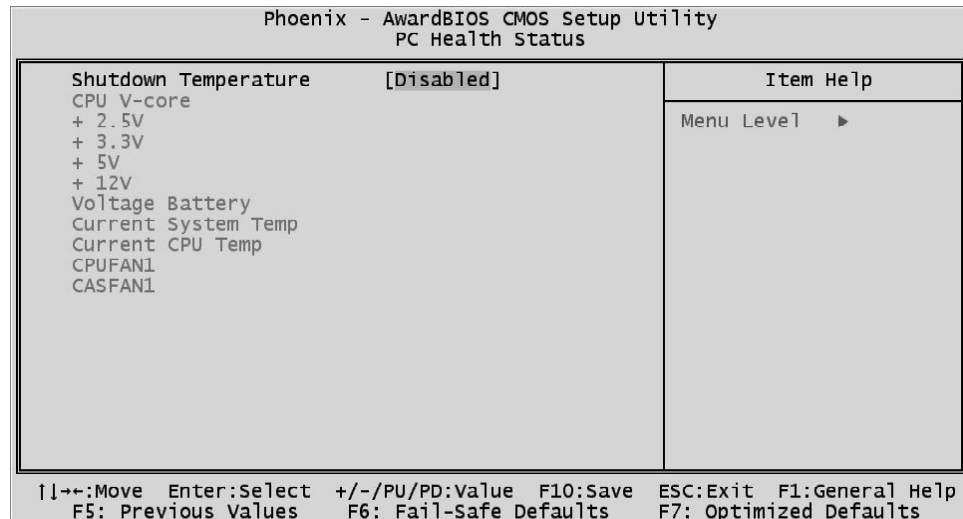 Phoenix - AwardBIOS CMOS Setup Utility
PC Health Status
Shutdown Temperature [Disabled]
CPU V-core
+ 2.5V
+ 3.3V
+ 5V
+ 12V
Voltage Battery
Current System Temp
Current CPU Temp
CPUFAN1
CASFAN1
Item Help
Menu Level ▶
↑↓→←:Move Enter:Select +/-/PU/PD:Value F10:Save ESC:Exit F1:General Help
F5: Previous Values F6: Fail-Safe Defaults F7: Optimized Defaults